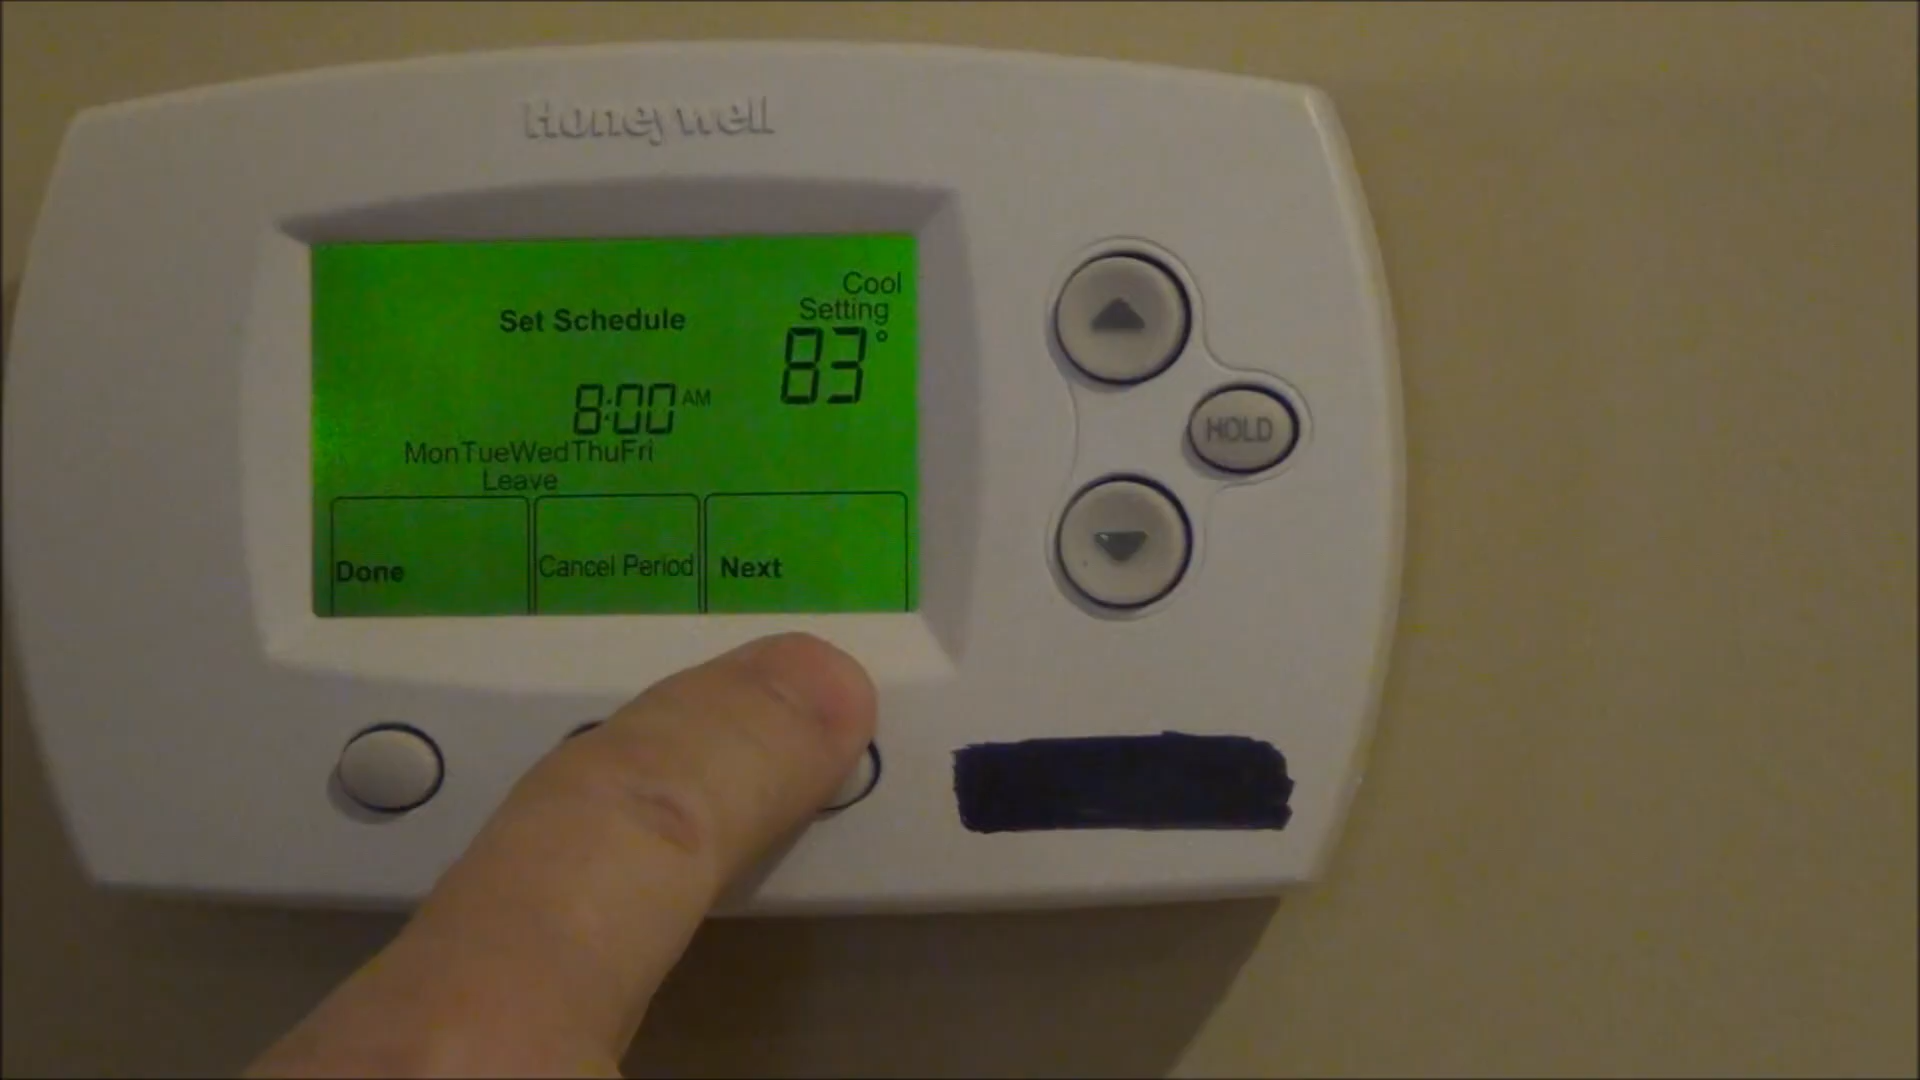 Honeywell
Cool
Setting
Set Schedule
83°
8:00 AM
MonTueWedThuFri
Leave
Done
Cancel Period
Next
HOLD